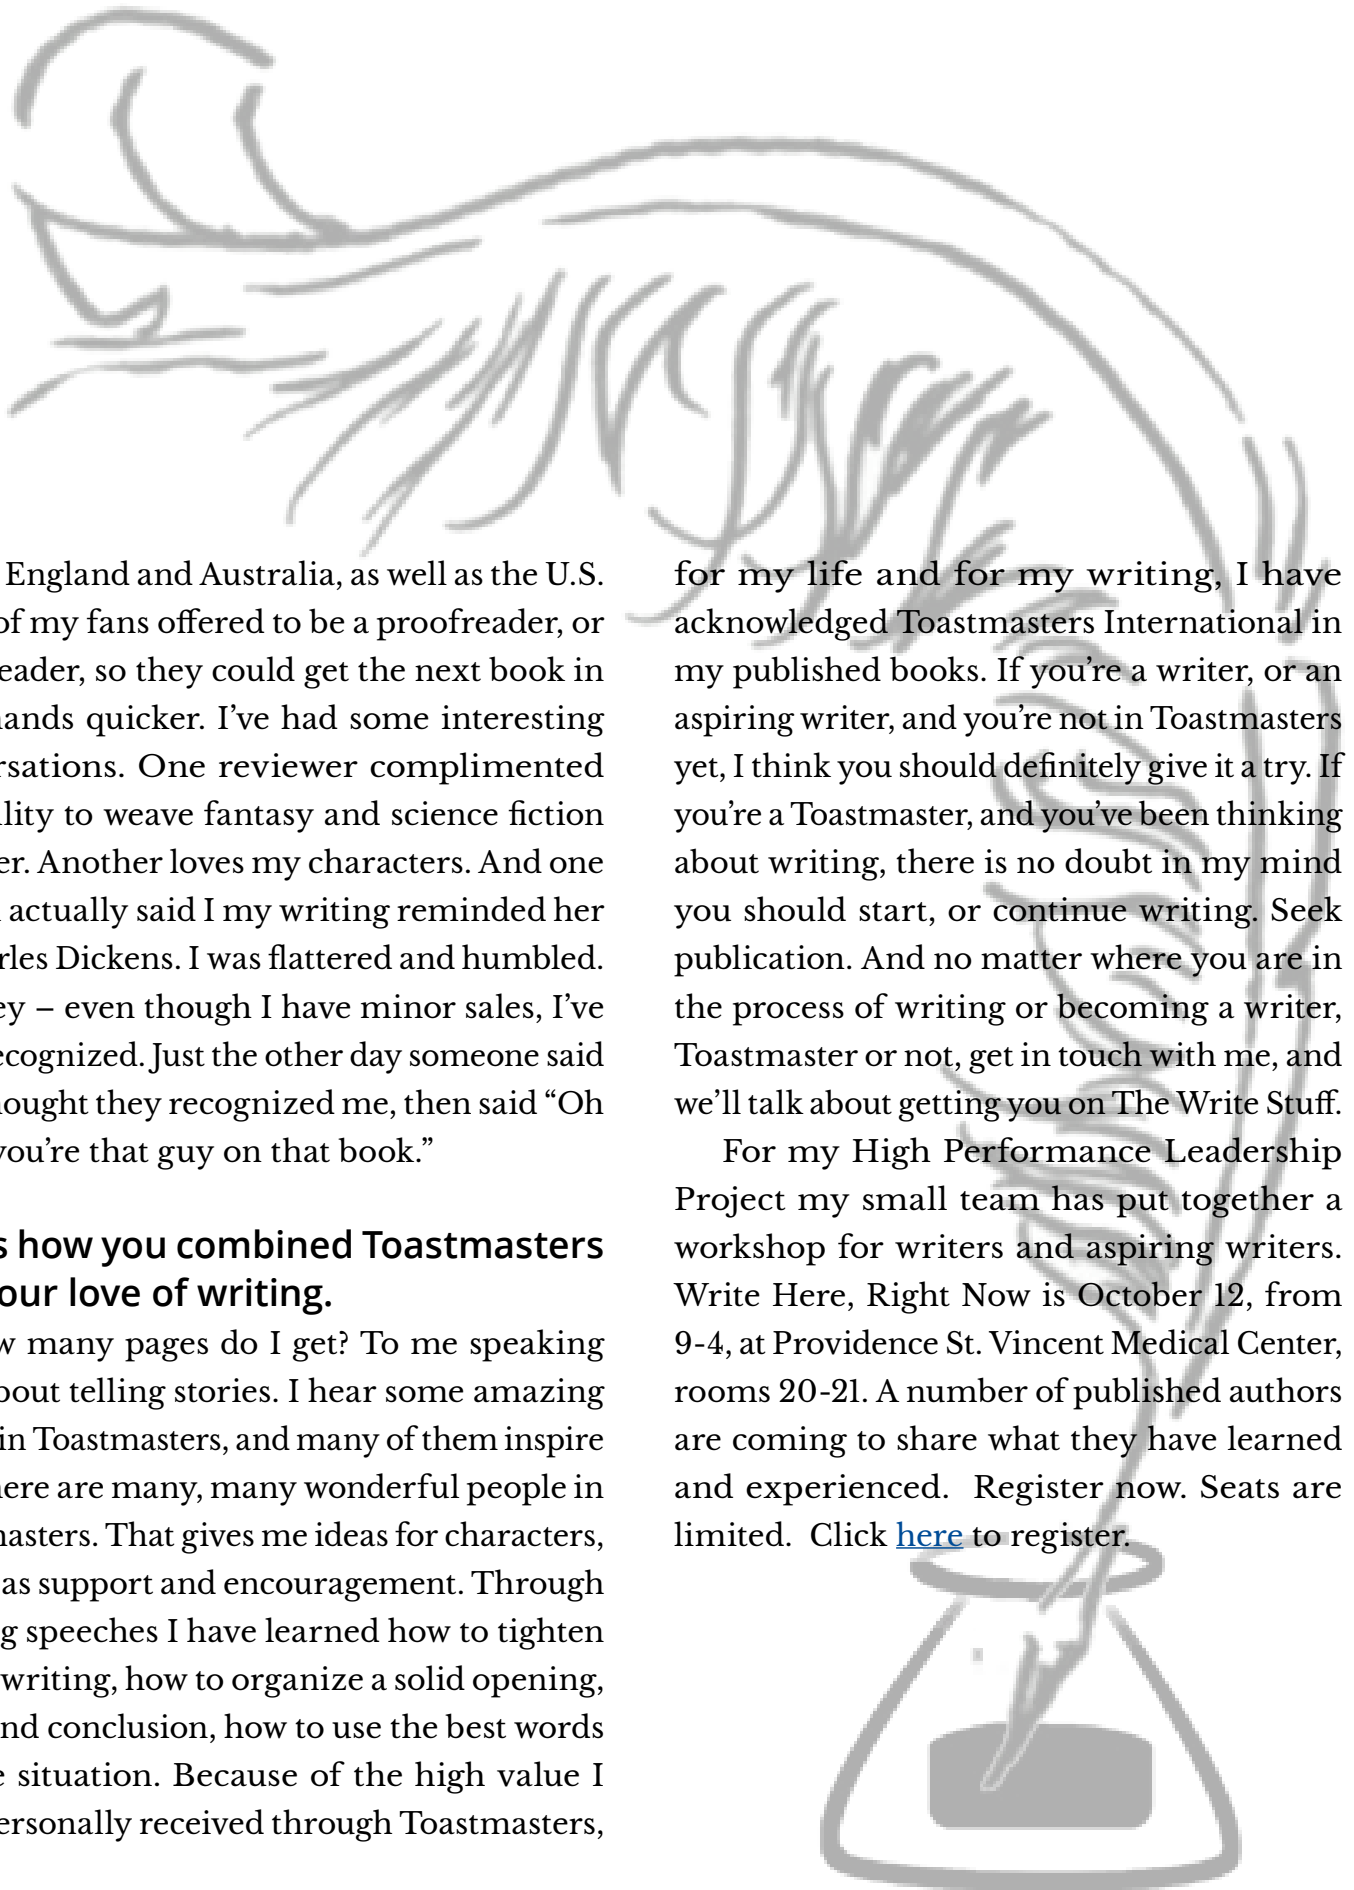 England and Australia, as well as the U.S.
of my fans offered to be a proofreader, or
eader, so they could get the next book in
ands quicker. I’ve had some interesting
rsations. One reviewer complimented
lity to weave fantasy and science fiction
er. Another loves my characters. And one
actually said I my writing reminded her
rles Dickens. I was flattered and humbled.
ey – even though I have minor sales, I’ve
ecognized. Just the other day someone said
ought they recognized me, then said “Oh
you’re that guy on that book.”
s how you combined Toastmasters
our love of writing.
w many pages do I get? To me speaking
bout telling stories. I hear some amazing
in Toastmasters, and many of them inspire
here are many, many wonderful people in
masters. That gives me ideas for characters,
as support and encouragement. Through
g speeches I have learned how to tighten
writing, how to organize a solid opening,
nd conclusion, how to use the best words
e situation. Because of the high value I
ersonally received through Toastmasters,
for my life and for my writing, I have
acknowledged Toastmasters International in
my published books. If you’re a writer, or an
aspiring writer, and you’re not in Toastmasters
yet, I think you should definitely give it a try. If
you’re a Toastmaster, and you’ve been thinking
about writing, there is no doubt in my mind
you should start, or continue writing. Seek
publication. And no matter where you are in
the process of writing or becoming a writer,
Toastmaster or not, get in touch with me, and
we’ll talk about getting you on The Write Stuff.
For my High Performance Leadership
Project my small team has put together a
workshop for writers and aspiring writers.
Write Here, Right Now is October 12, from
9-4, at Providence St. Vincent Medical Center,
rooms 20-21. A number of published authors
are coming to share what they have learned
and experienced.  Register now. Seats are
limited.  Click here to register.